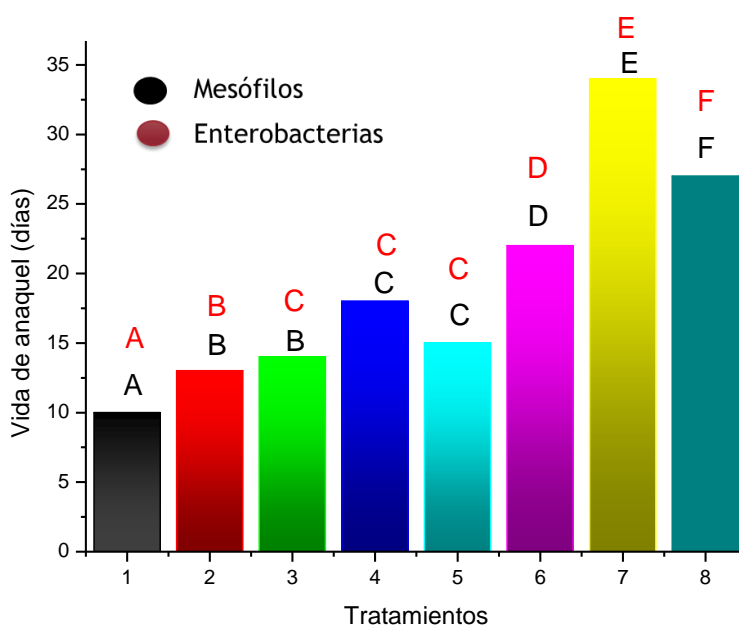 E
35
Mesófilos
E
F
30
Enterobacterias
F
25
D
D
20
C
C
C
C
15
B
C
A
B
B
A
10
5
0
Vida de anaquel (días)
1 2 3 4 5 6 7 8
Tratamientos